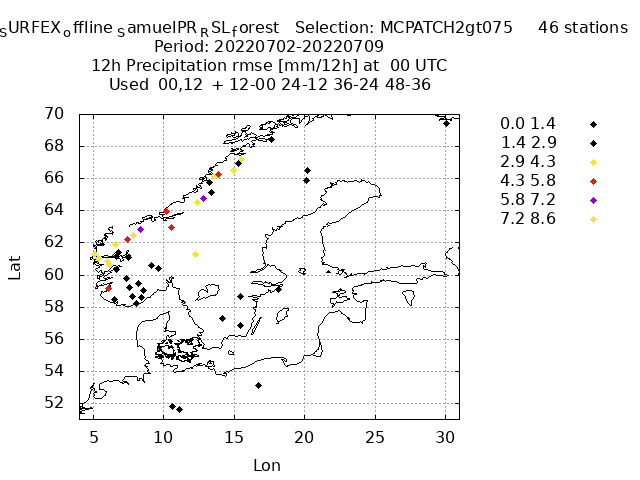 SURFEXoffline SamuelPRRSLforest Selection: MCPATCH2gt075 46 stations
Period: 20220702-20220709
12h Precipitation rmse [mm/12h] at 00 UTC
Used 00,12 + 12-00 24-12 36-24 48-36
70
68
66
64
62
60
58
56
54
52
Lat
5 10 15 20 25 30
Lon
0.0 1.4
1.4 2.9
2.9 4.3
4.3 5.8
5.8 7.2
7.2 8.6